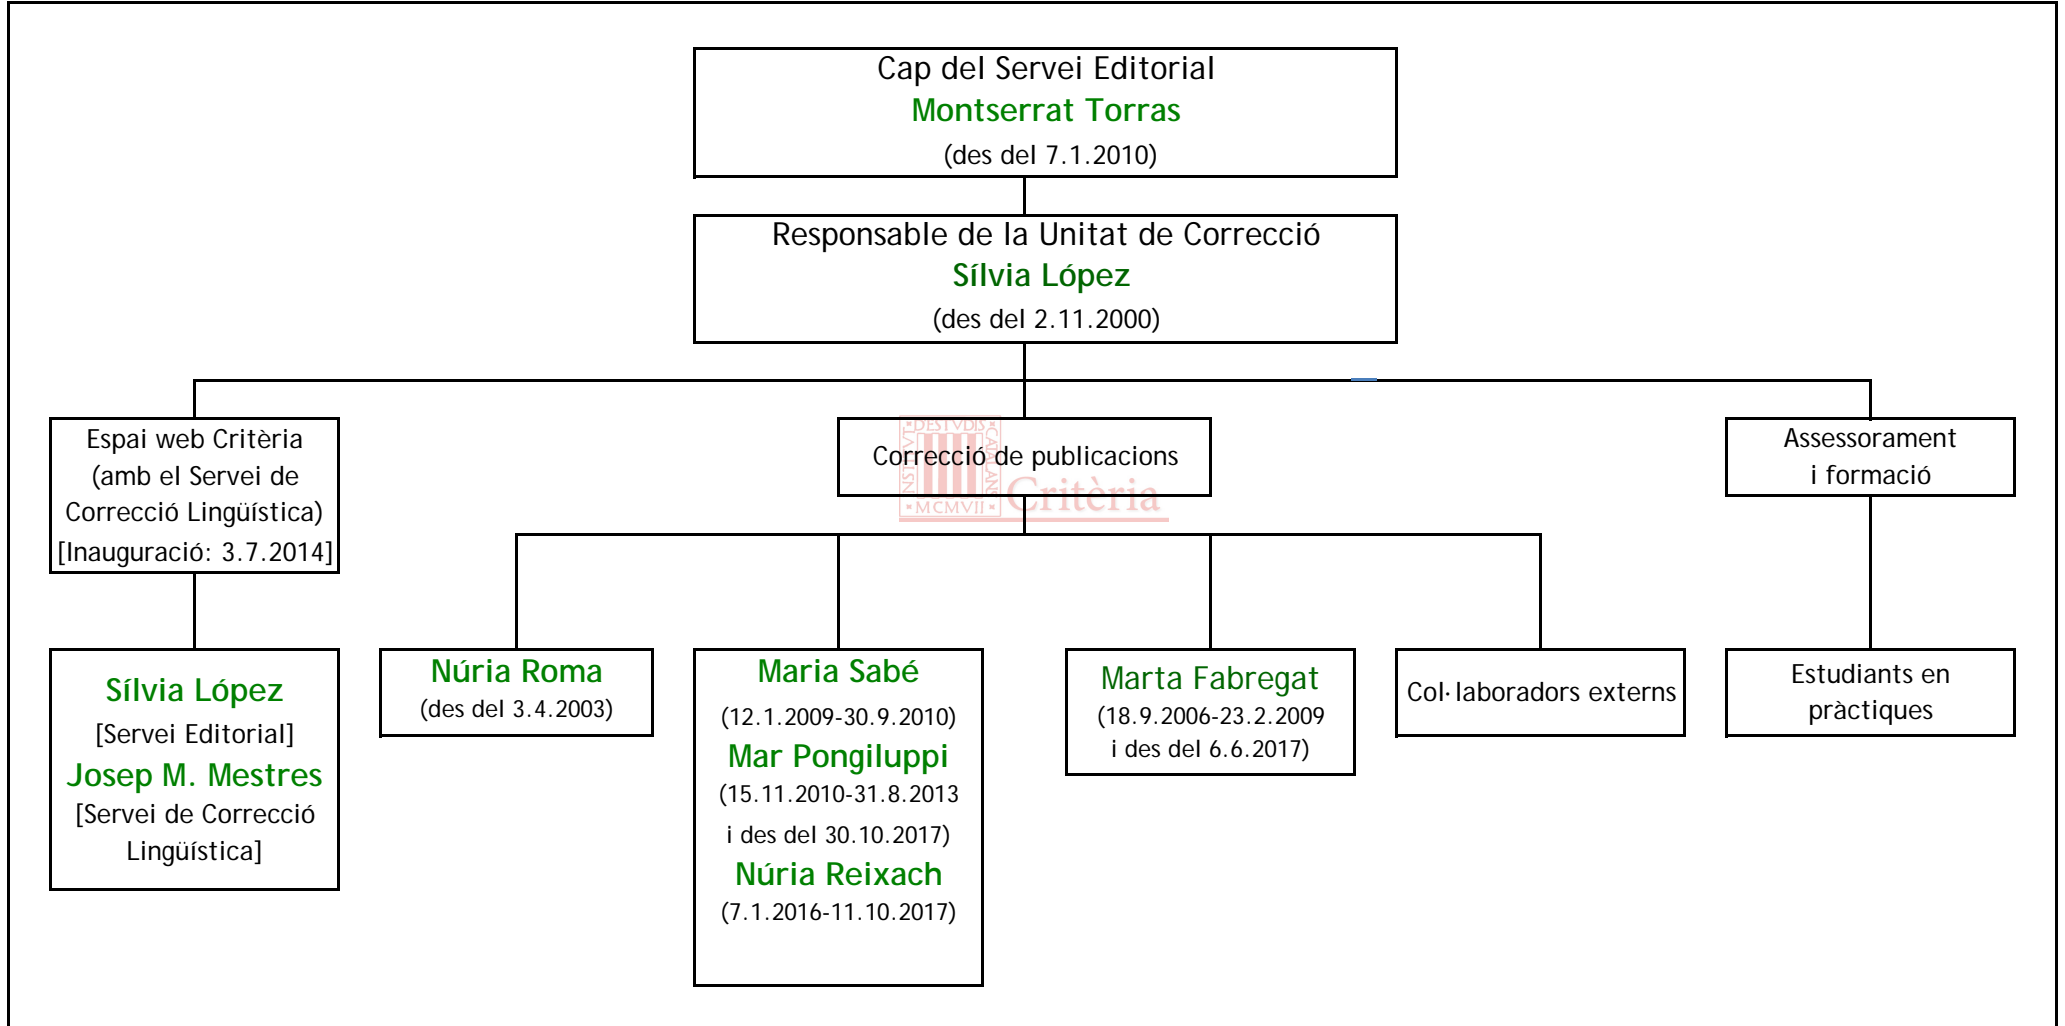 Cap del Servei Editorial
Montserrat Torras
(des del 7.1.2010)
Responsable de la Unitat de Correcció
Sílvia López
(des del 2.11.2000)
Espai web Critèria
(amb el Servei de
Correcció Lingüística)
[Inauguració: 3.7.2014]
Correcció de publicacions
INSTITVT
D'ESTVDIS
CATALANS
MCMVII
Critèria
Assessorament
i formació
Sílvia López
[Servei Editorial]
Josep M. Mestres
[Servei de Correcció
Lingüística]
Núria Roma
(des del 3.4.2003)
Maria Sabé
(12.1.2009-30.9.2010)
Mar Pongiluppi
(15.11.2010-31.8.2013
i des del 30.10.2017)
Núria Reixach
(7.1.2016-11.10.2017)
Marta Fabregat
(18.9.2006-23.2.2009
i des del 6.6.2017)
Col·laboradors externs
Estudiants en
pràctiques